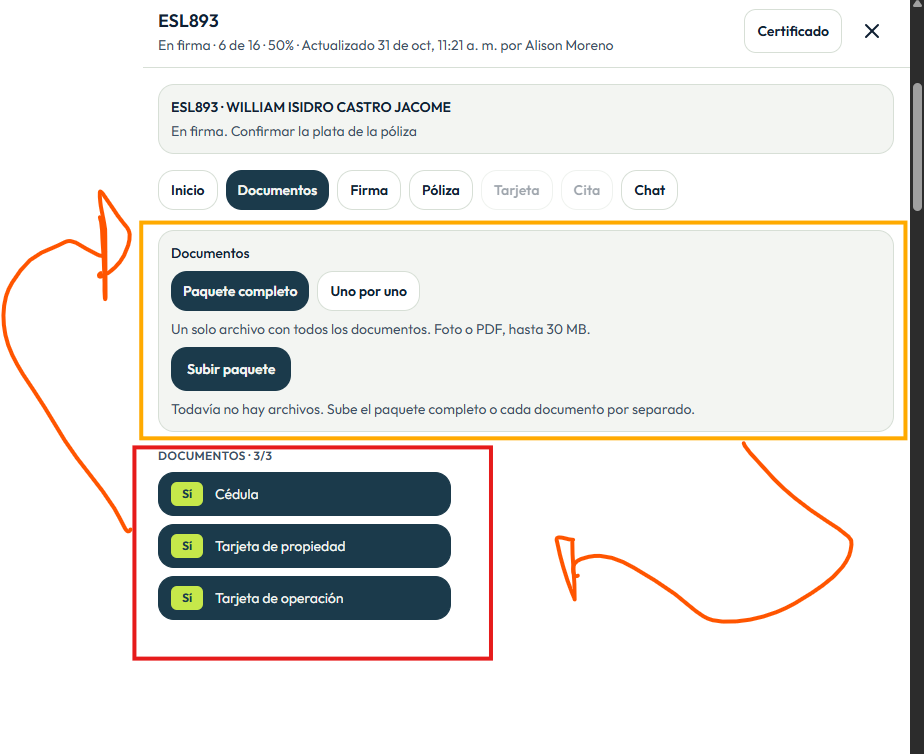 ESL893
En firma · 6 de 16 · 50% · Actualizado 31 de oct, 11:21 a. m. por Alison Moreno
Certificado
ESL893 · WILLIAM ISIDRO CASTRO JACOME
En firma. Confirmar la plata de la póliza
Inicio
Documentos
Firma
Póliza
Tarjeta
Cita
Chat
Documentos
Paquete completo
Uno por uno
Un solo archivo con todos los documentos. Foto o PDF, hasta 30 MB.
Subir paquete
Todavía no hay archivos. Sube el paquete completo o cada documento por separado.
DOCUMENTOS · 3/3
Sí Cédula
Sí Tarjeta de propiedad
Sí Tarjeta de operación